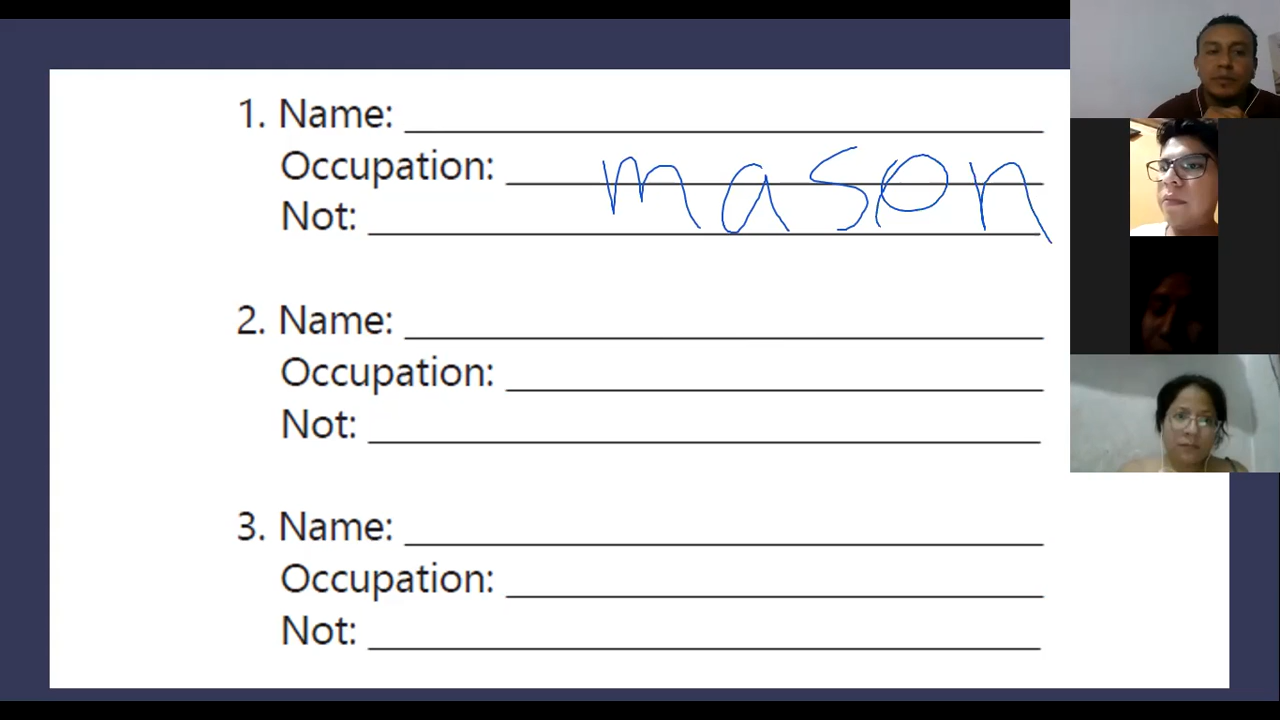 1. Name:
Occupation: mason
Not:
2. Name:
Occupation:
Not:
3. Name:
Occupation:
Not: